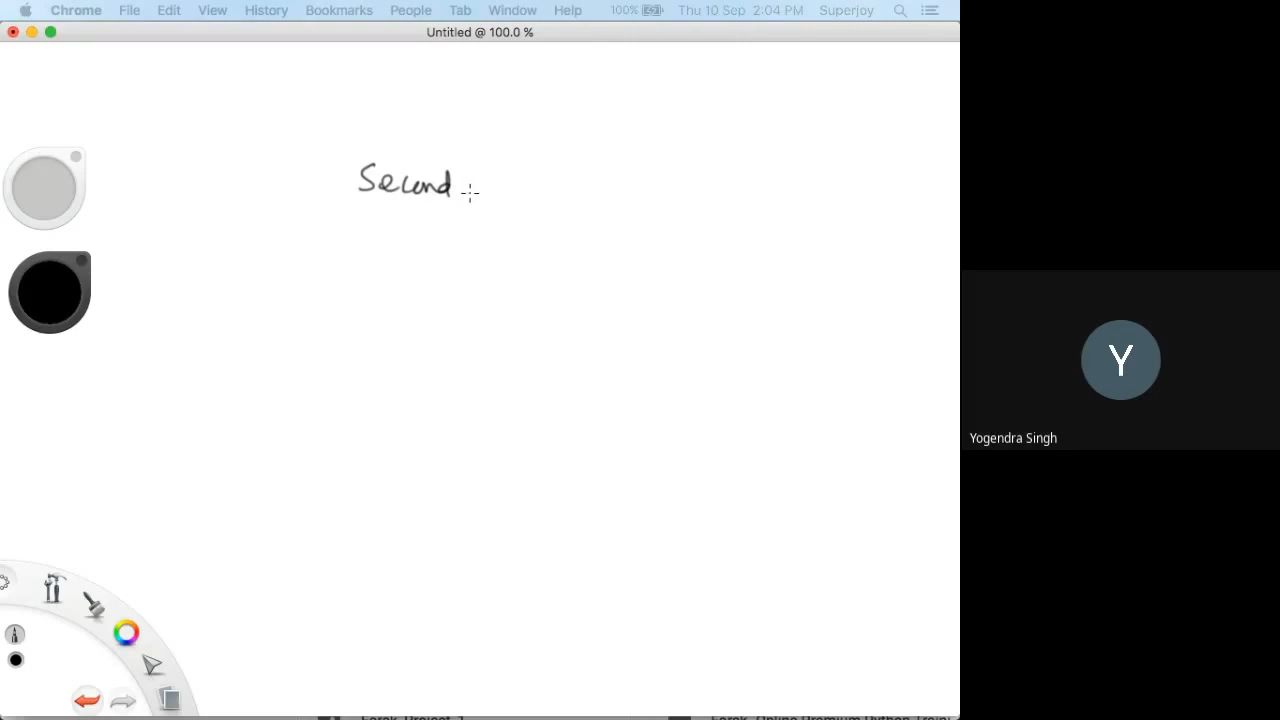 Chrome File Edit View History Bookmarks People Tab Window Help 100% Thu 10 Sep 2:04 PM Superjoy
Untitled @ 100.0 %
Second
Y
Yogendra Singh